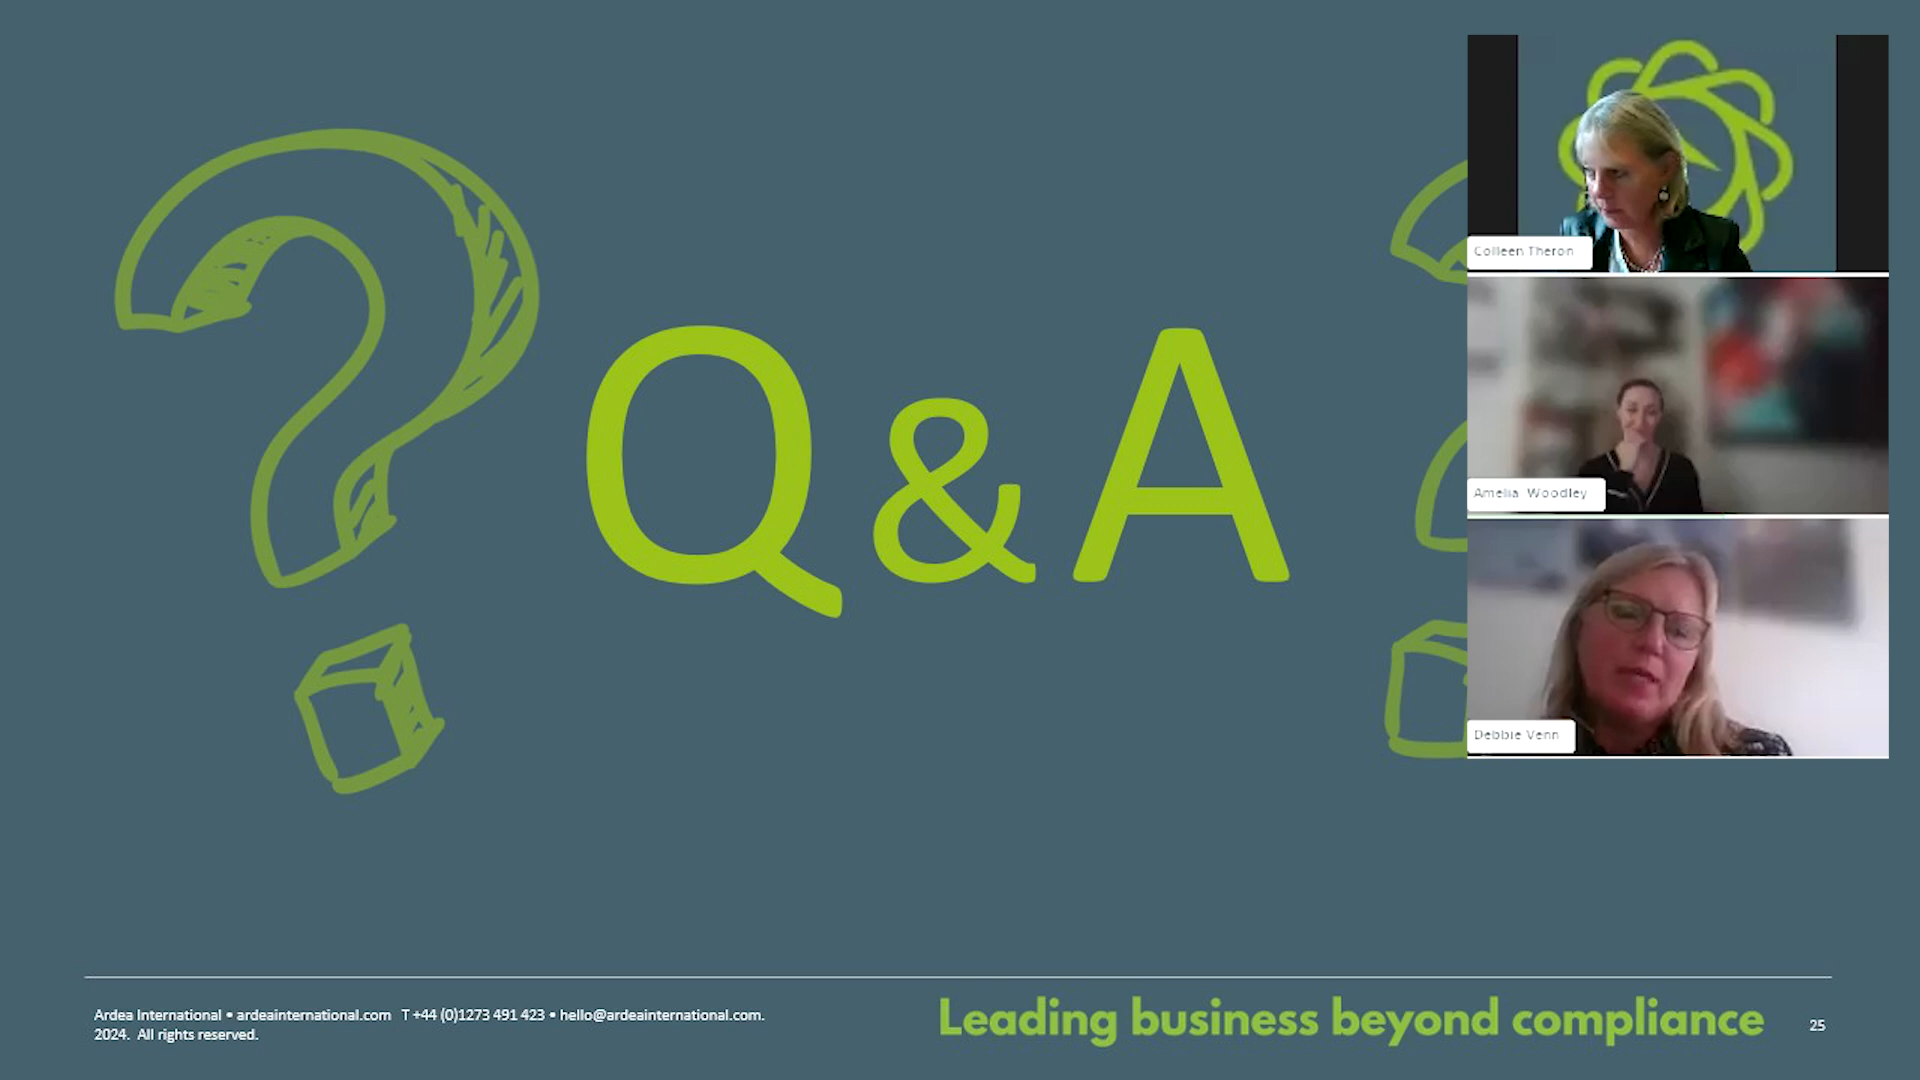 Q&A
Colleen Theron
Amelia Woodley
Debbie Venn
Ardea International • ardeainternational.com T +44 (0)1273 491 423 • hello@ardeainternational.com.
2024. All rights reserved.
Leading business beyond compliance
25